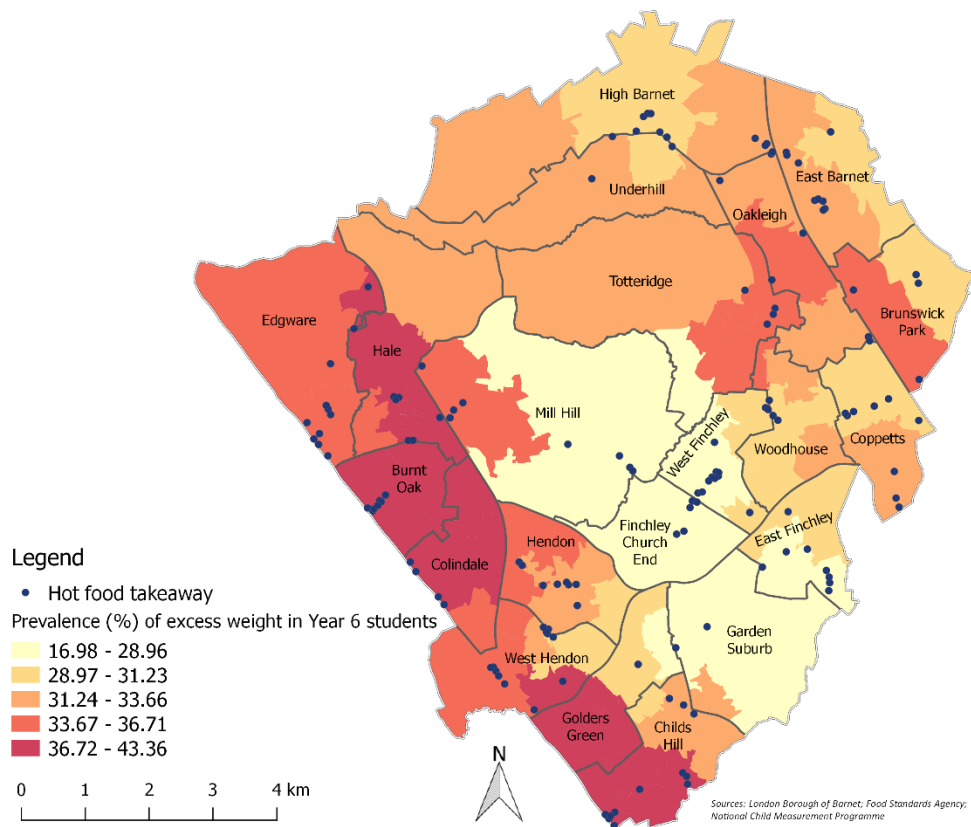 High Barnet
Underhill
East Barnet
Oakleigh
Totteridge
Edgware
Hale
Brunswick
Park
Mill Hill
West Finchley
Woodhouse
Coppetts
Burnt
Oak
Finchley
Church
End
East Finchley
Hendon
Colindale
Garden
Suburb
West Hendon
Golders
Green
Childs
Hill
Legend
Hot food takeaway
Prevalence (%) of excess weight in Year 6 students
16.98 - 28.96
28.97 - 31.23
31.24 - 33.66
33.67 - 36.71
36.72 - 43.36
0 1 2 3 4 km
N
Sources: London Borough of Barnet; Food Standards Agency;
National Child Measurement Programme